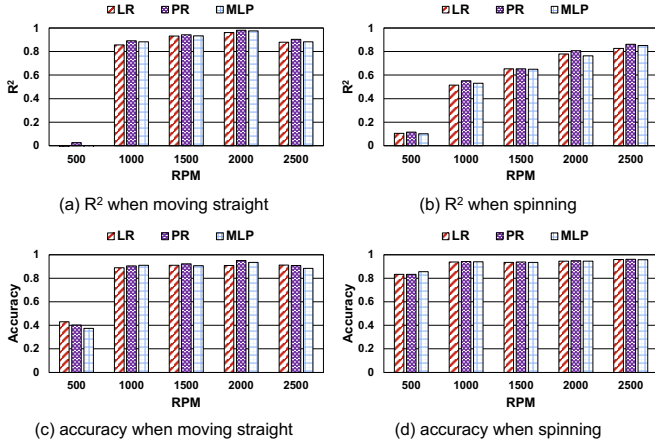 LR PR MLP
1
0.8
0.6
0.4
0.2
0
R²
500 1000 1500 2000 2500
RPM
(a) R² when moving straight
LR PR MLP
1
0.8
0.6
0.4
0.2
0
R²
500 1000 1500 2000 2500
RPM
(b) R² when spinning
LR PR MLP
1
0.8
0.6
0.4
0.2
0
Accuracy
500 1000 1500 2000 2500
RPM
(c) accuracy when moving straight
LR PR MLP
1
0.8
0.6
0.4
0.2
0
Accuracy
500 1000 1500 2000 2500
RPM
(d) accuracy when spinning